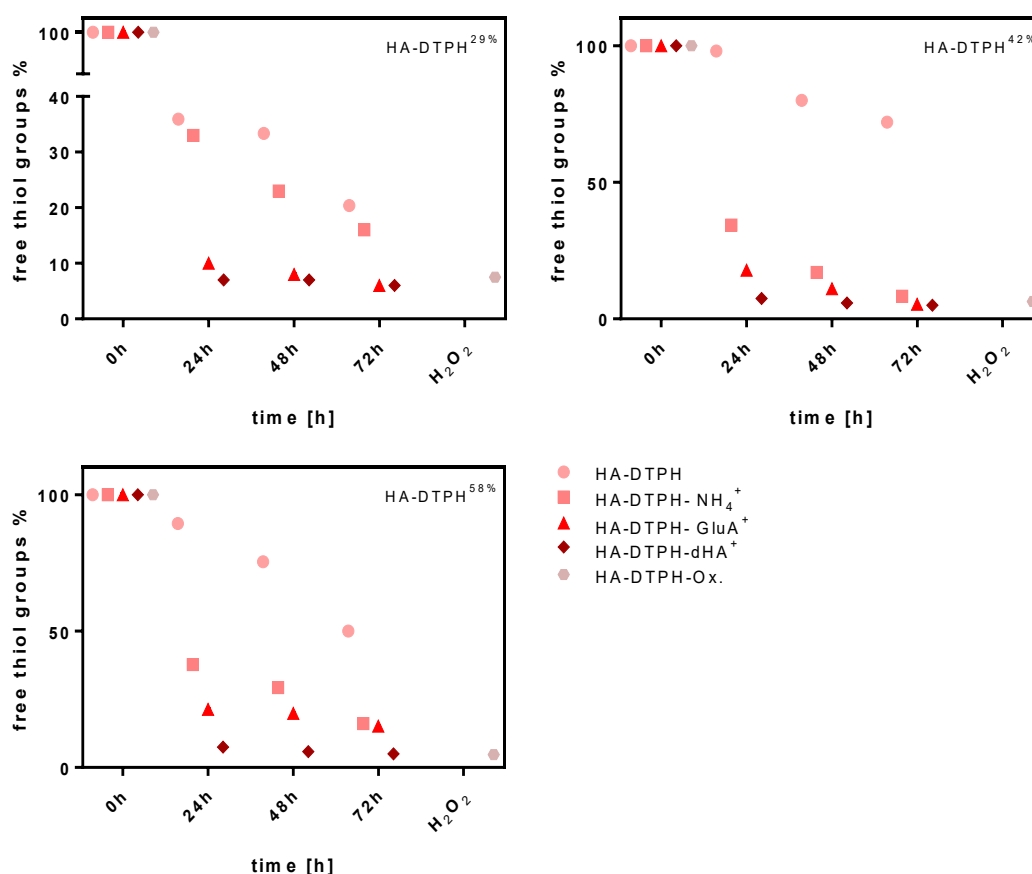 free thiol groups %
100
40
30
20
10
0
HA-DTPH29%
0h
24h
48h
72h
H2O2
time [h]
free thiol groups %
100
50
0
HA-DTPH42%
0h
24h
48h
72h
H2O2
time [h]
free thiol groups %
100
50
0
HA-DTPH58%
0h
24h
48h
72h
H2O2
time [h]
HA-DTPH
HA-DTPH- NH4+
HA-DTPH- GluA+
HA-DTPH-dHA+
HA-DTPH-Ox.